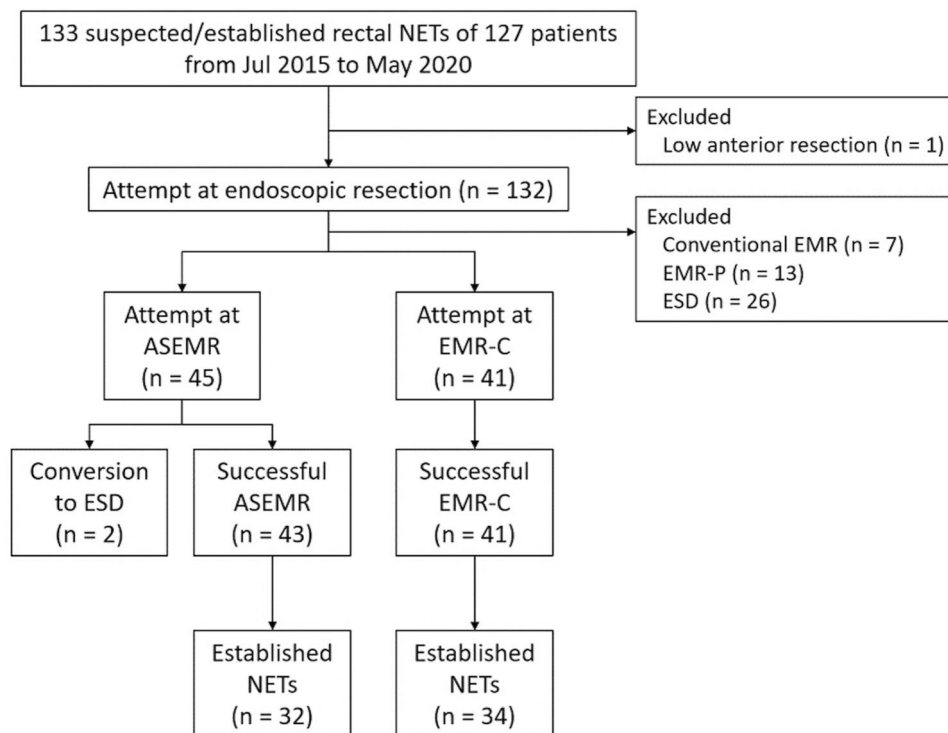 133 suspected/established rectal NETs of 127 patients
from Jul 2015 to May 2020
Excluded
Low anterior resection (n = 1)
Attempt at endoscopic resection (n = 132)
Excluded
Conventional EMR (n = 7)
EMR-P (n = 13)
ESD (n = 26)
Attempt at
ASEMR
(n = 45)
Attempt at
EMR-C
(n = 41)
Conversion
to ESD
(n = 2)
Successful
ASEMR
(n = 43)
Successful
EMR-C
(n = 41)
Established
NETs
(n = 32)
Established
NETs
(n = 34)